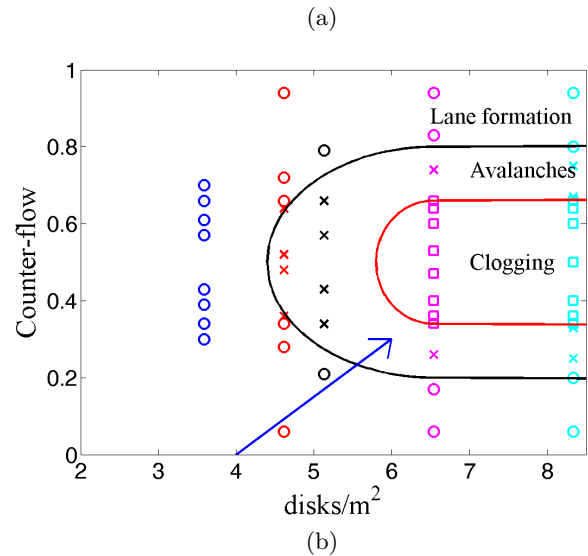 (a)
1
Lane formation
0.8
Avalanches
0.6
Clogging
0.4
0.2
0
2 3 4 5 6 7 8
Counter-flow
disks/m²
(b)